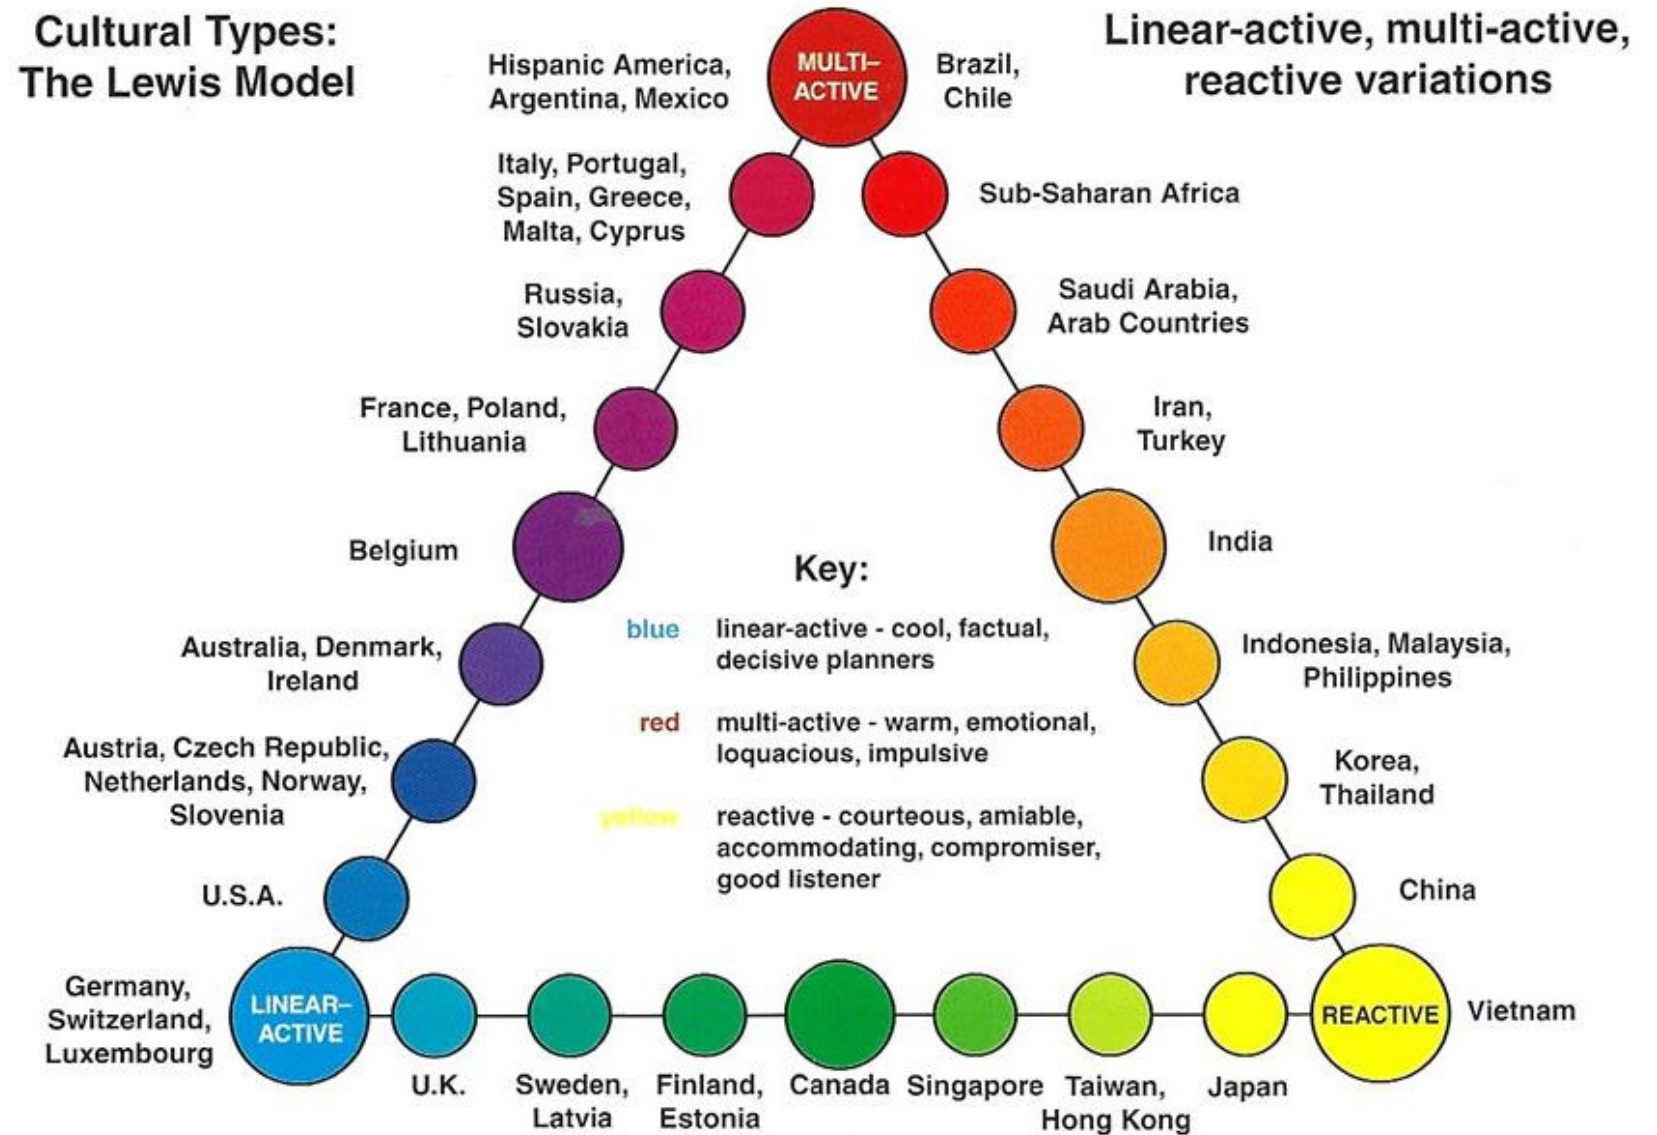 Cultural Types:
The Lewis Model
Linear-active, multi-active,
reactive variations
MULTI–
ACTIVE
Hispanic America,
Argentina, Mexico
Brazil,
Chile
Italy, Portugal,
Spain, Greece,
Malta, Cyprus
Sub-Saharan Africa
Russia,
Slovakia
Saudi Arabia,
Arab Countries
France, Poland,
Lithuania
Iran,
Turkey
Belgium
India
Key:
blue linear-active - cool, factual,
decisive planners
red multi-active - warm, emotional,
loquacious, impulsive
yellow reactive - courteous, amiable,
accommodating, compromiser,
good listener
Australia, Denmark,
Ireland
Indonesia, Malaysia,
Philippines
Austria, Czech Republic,
Netherlands, Norway,
Slovenia
Korea,
Thailand
U.S.A.
China
Germany,
Switzerland,
Luxembourg
LINEAR–
ACTIVE
REACTIVE
Vietnam
U.K.
Sweden,
Latvia
Finland,
Estonia
Canada
Singapore
Taiwan,
Hong Kong
Japan